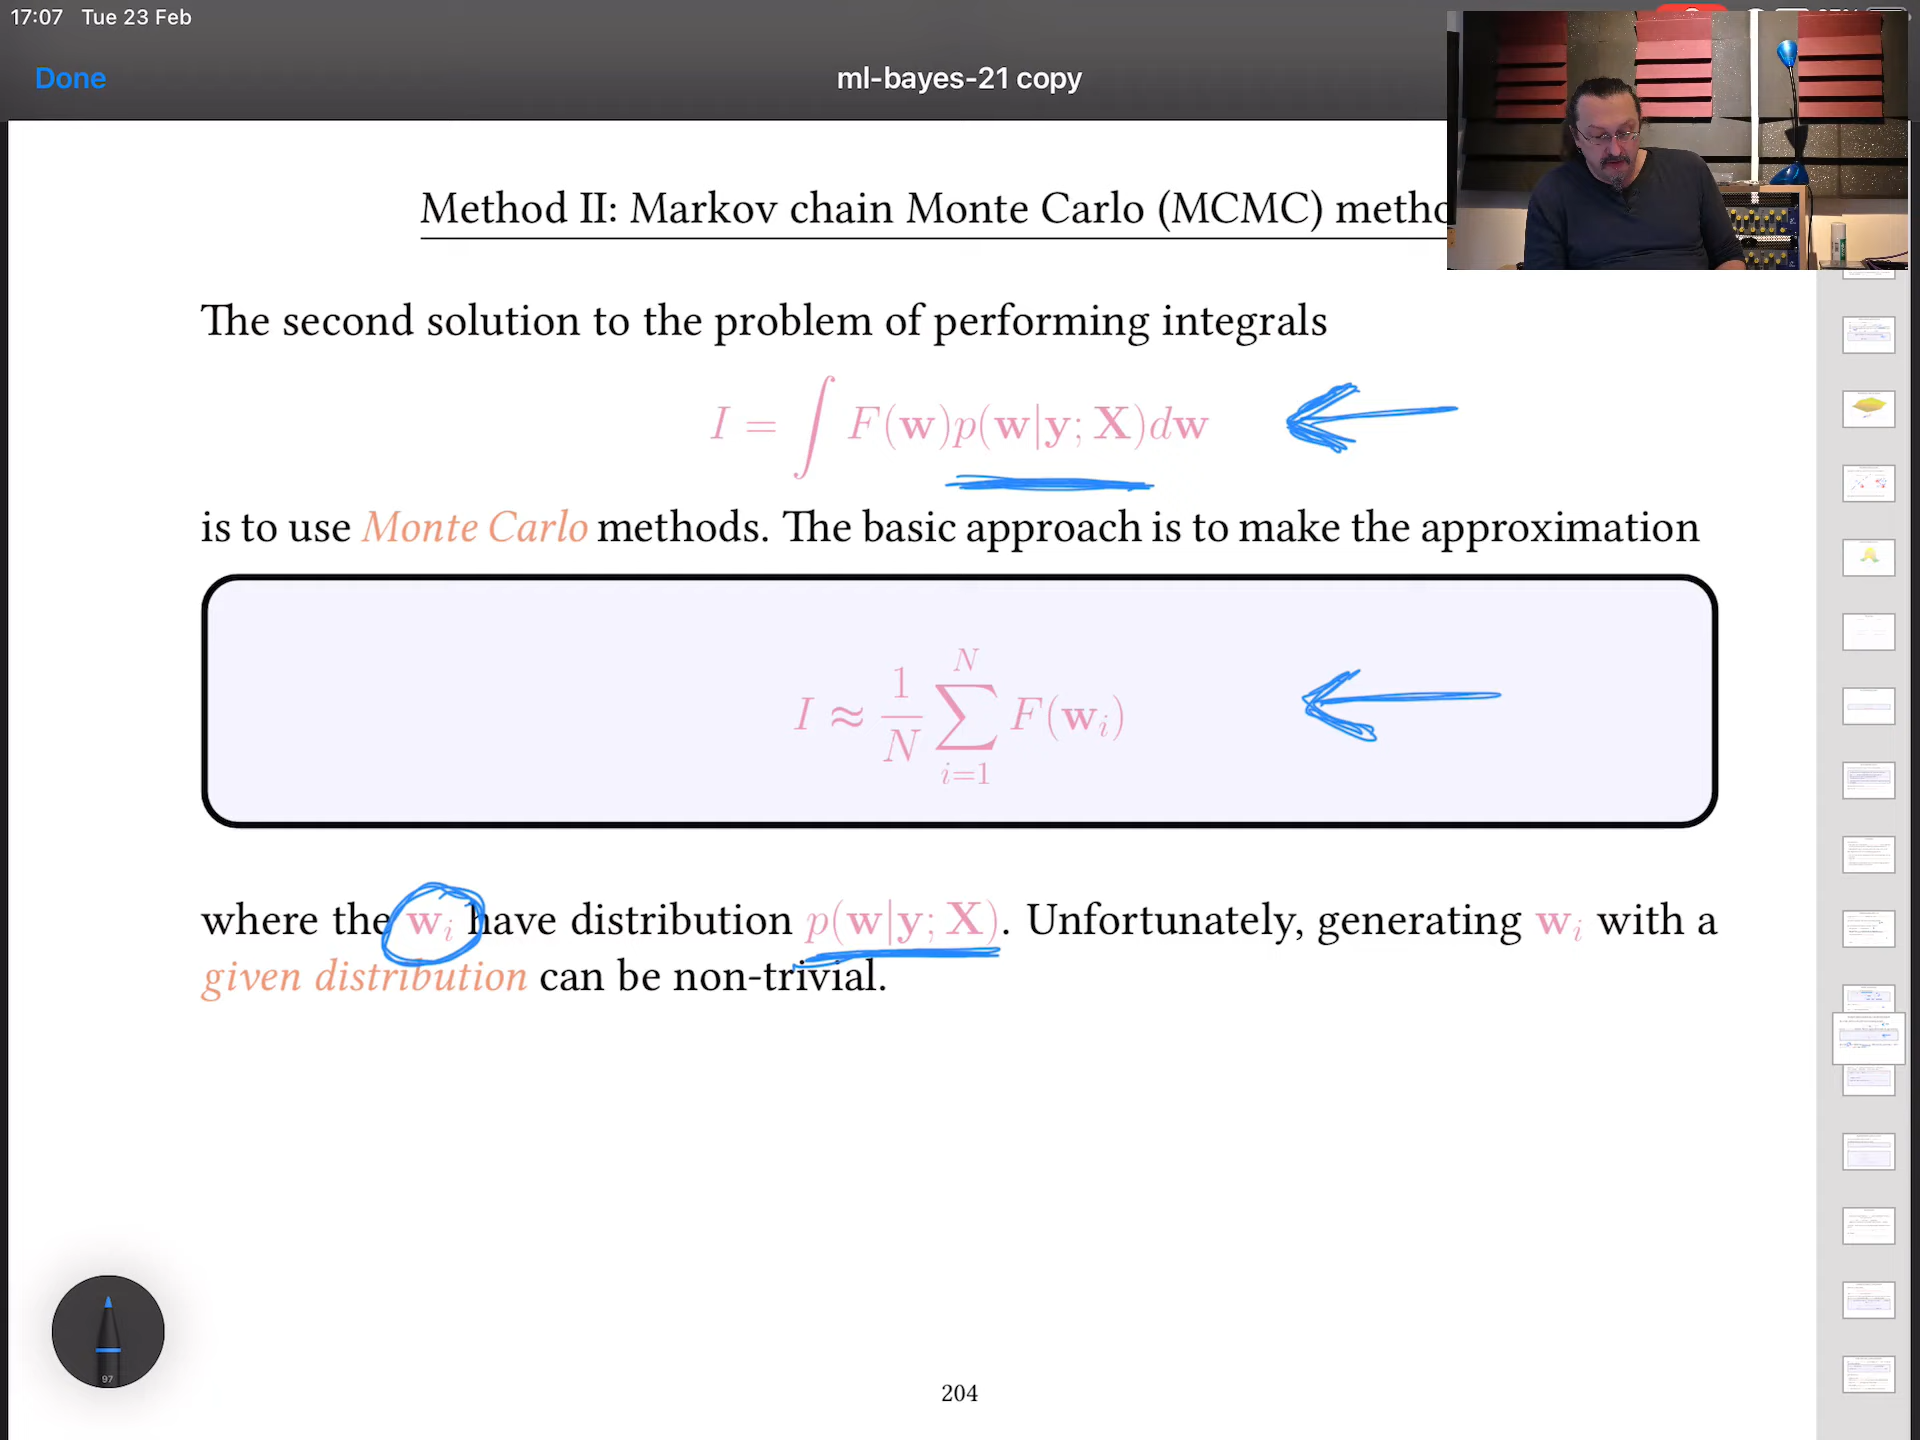 17:07 Tue 23 Feb
Done
ml-bayes-21 copy
Method II: Markov chain Monte Carlo (MCMC)
The second solution to the problem of performing integrals
I = ∫ F(w)p(w|y; X)dw
is to use Monte Carlo methods. The basic approach is to make the approximation
I ≈ 1/N ∑_{i=1}^{N} F(w_i)
where the w_i have distribution p(w|y; X). Unfortunately, generating w_i with a
given distribution can be non-trivial.
97
204